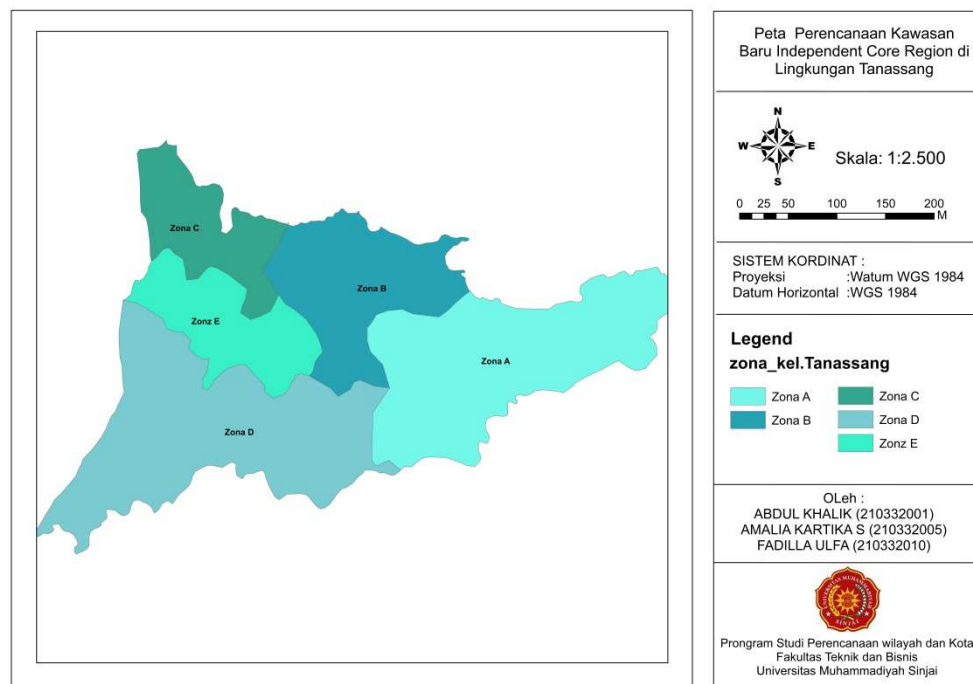 Peta Perencanaan Kawasan
Baru Independent Core Region di
Lingkungan Tanassang
N
W E
S
Skala: 1:2.500
0 25 50 100 150 200
M
SISTEM KORDINAT :
Proyeksi :Watum WGS 1984
Datum Horizontal :WGS 1984
Legend
zona_kel.Tanassang
Zona A
Zona B
Zona C
Zona D
Zonz E
OLeh :
ABDUL KHALIK (210332001)
AMALIA KARTIKA S (210332005)
FADILLA ULFA (210332010)
UNIVERSITAS MUHAMMADIYAH
SINJAI
Prongram Studi Perencanaan wilayah dan Kota
Fakultas Teknik dan Bisnis
Universitas Muhammadiyah Sinjai
Zona C
Zona B
Zonz E
Zona A
Zona D